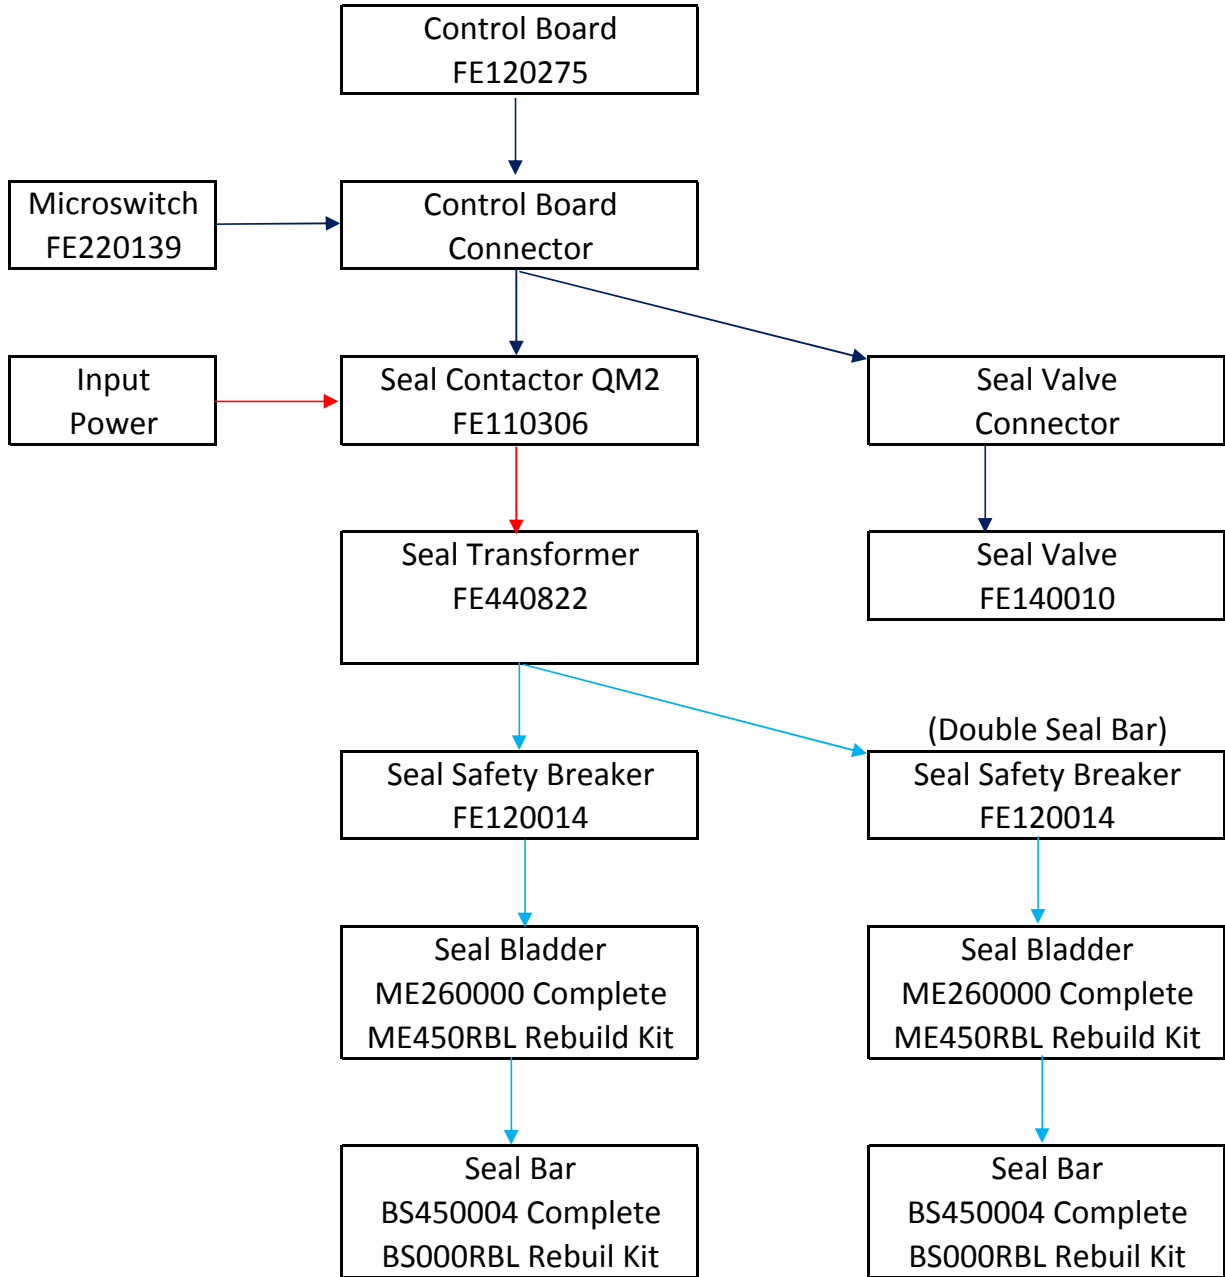 Control Board
FE120275
Microswitch
FE220139
Control Board
Connector
Input
Power
Seal Contactor QM2
FE110306
Seal Valve
Connector
Seal Transformer
FE440822
Seal Valve
FE140010
(Double Seal Bar)
Seal Safety Breaker
FE120014
Seal Safety Breaker
FE120014
Seal Bladder
ME260000 Complete
ME450RBL Rebuild Kit
Seal Bladder
ME260000 Complete
ME450RBL Rebuild Kit
Seal Bar
BS450004 Complete
BS000RBL Rebuil Kit
Seal Bar
BS450004 Complete
BS000RBL Rebuil Kit